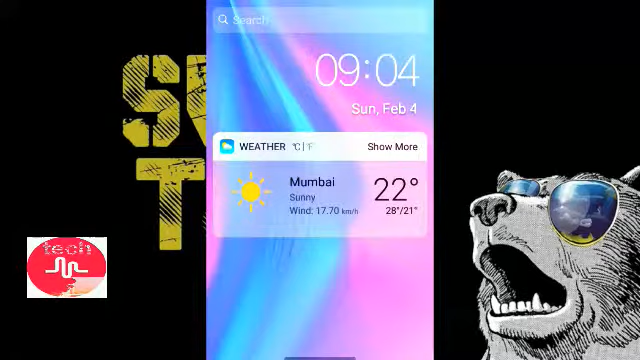 Search
09:04
Sun, Feb 4
WEATHER °C|°F Show More
Mumbai
Sunny
Wind: 17.70 km/h
22°
28°/21°
tech